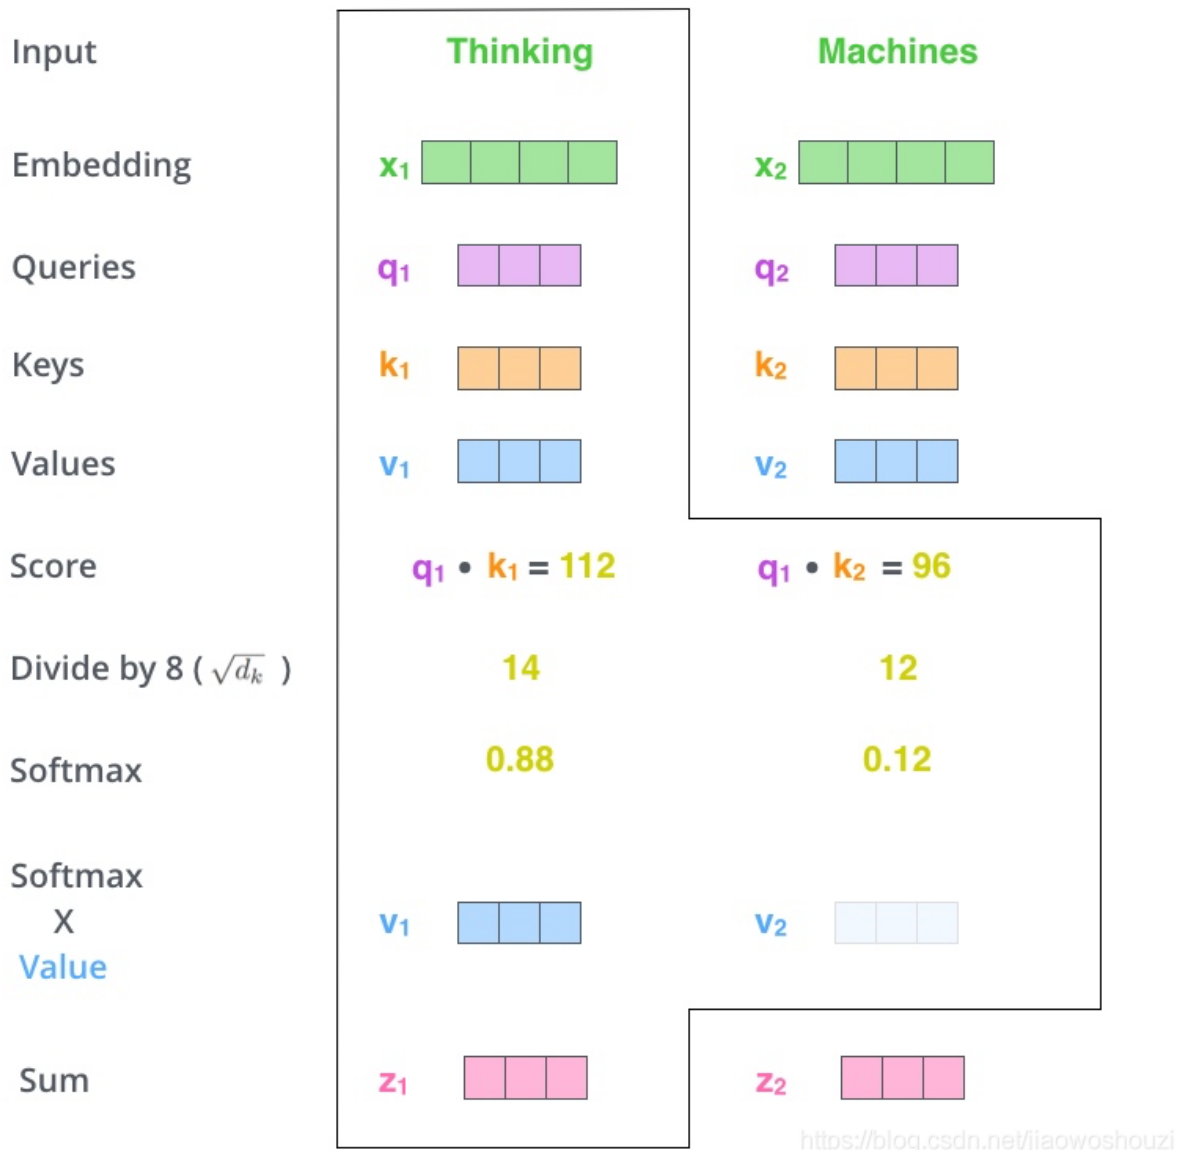 Input Thinking Machines
Embedding x1 x2
Queries q1 q2
Keys k1 k2
Values v1 v2
Score q1 • k1 = 112 q1 • k2 = 96
Divide by 8 ( √dk ) 14 12
Softmax 0.88 0.12
Softmax
X v1 v2
Value
Sum z1 z2
https://blog.csdn.net/jiaowoshouzi